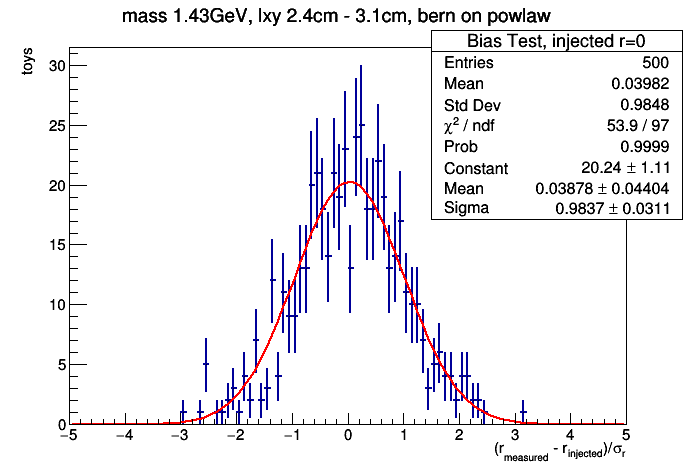 mass 1.43GeV, lxy 2.4cm - 3.1cm, bern on powlaw
Bias Test, injected r=0
Entries 500
Mean 0.03982
Std Dev 0.9848
χ² / ndf 53.9 / 97
Prob 0.9999
Constant 20.24 ± 1.11
Mean 0.03878 ± 0.04404
Sigma 0.9837 ± 0.0311
toys
30
25
20
15
10
5
0
−5 −4 −3 −2 −1 0 1 2 3 4 5
(r_measured - r_injected)/σ_r